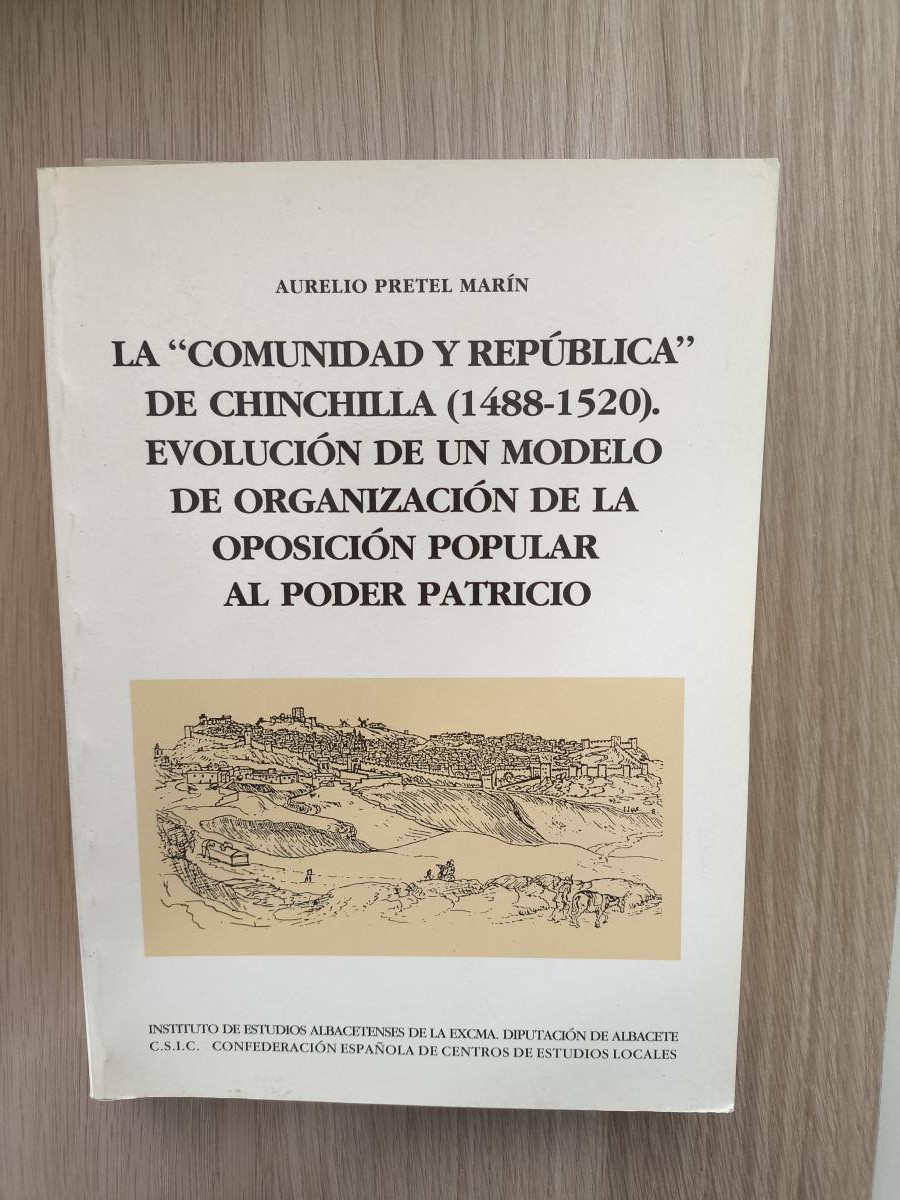 AURELIO PRETEL MARÍN
LA “COMUNIDAD Y REPÚBLICA”
DE CHINCHILLA (1488-1520).
EVOLUCIÓN DE UN MODELO
DE ORGANIZACIÓN DE LA
OPOSICIÓN POPULAR
AL PODER PATRICIO
INSTITUTO DE ESTUDIOS ALBACETENSES DE LA EXCMA. DIPUTACIÓN DE ALBACETE
C.S.I.C. CONFEDERACIÓN ESPAÑOLA DE CENTROS DE ESTUDIOS LOCALES